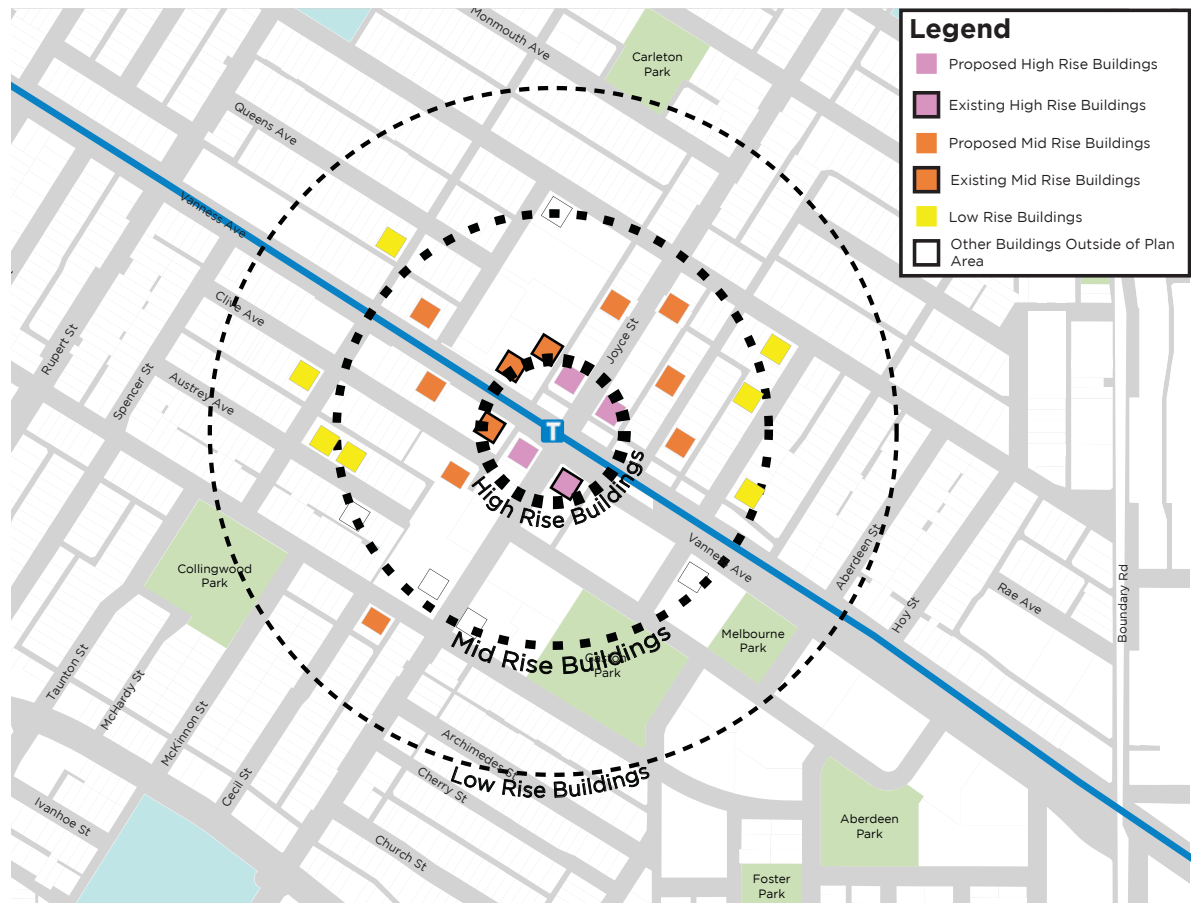 Monmouth Ave
Carleton
Park
Legend
Proposed High Rise Buildings
Existing High Rise Buildings
Proposed Mid Rise Buildings
Existing Mid Rise Buildings
Low Rise Buildings
Other Buildings Outside of Plan
Area
Queens Ave
Vanness Ave
Clive Ave
Rupert St
Spencer St
Austrey Ave
Joyce St
T
High Rise Buildings
Vanness Ave
Aberdeen St
Collingwood
Park
Hoy St
Rae Ave
Boundary Rd
Melbourne
Park
Mid Rise Buildings
Park
Taunton St
McHardy St
McKinnon St
Cecil St
Archimedes St
Cherry St
Low Rise Buildings
Ivanhoe St
Church St
Aberdeen
Park
Foster
Park